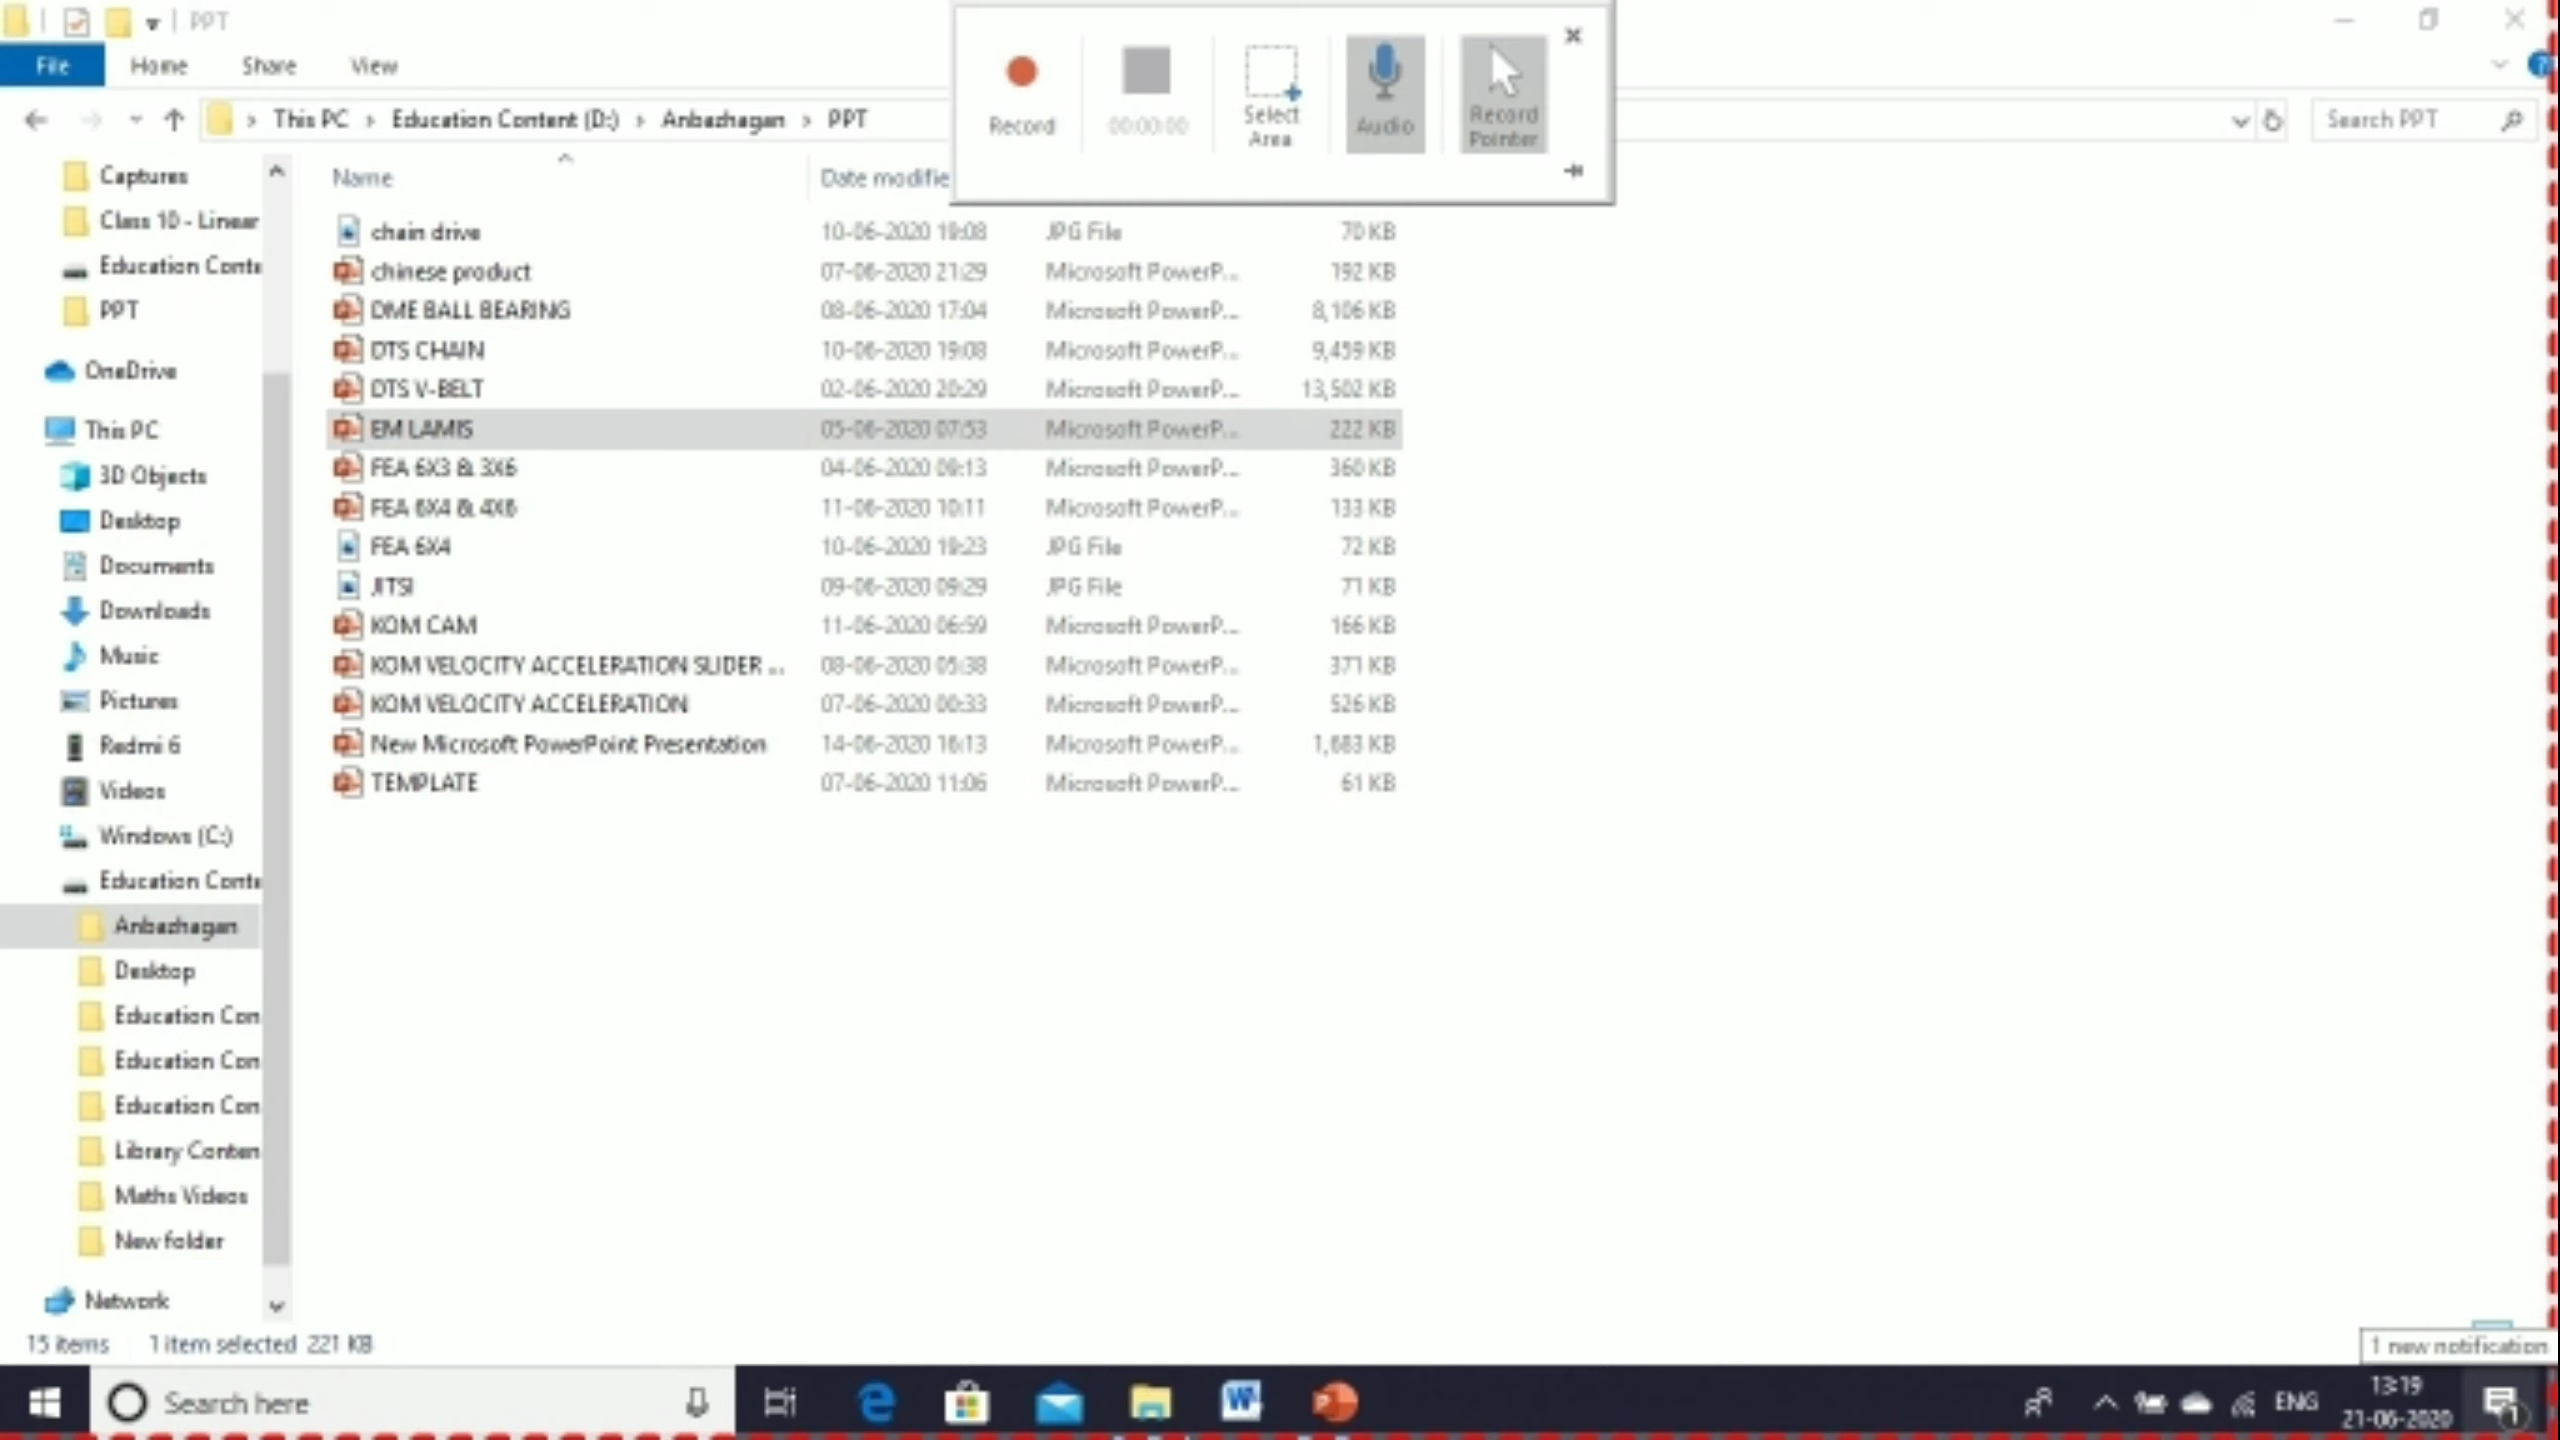 PPT
File Home Share View
This PC > Education Content (D:) > Anbazhagan > PPT
Search PPT
Record
00:00:00
Select Area
Audio
Record Pointer
Captures
Class 10 - Linear
Education Conte
PPT
OneDrive
This PC
3D Objects
Desktop
Documents
Downloads
Music
Pictures
Redmi 6
Videos
Windows (C:)
Education Conte
Anbazhagan
Desktop
Education Con
Education Con
Education Con
Library Conten
Maths Videos
New folder
Network
Name Date modifie
chain drive 10-06-2020 19:08 JPG File 70 KB
chinese product 07-06-2020 21:29 Microsoft PowerP... 192 KB
DME BALL BEARING 08-06-2020 17:04 Microsoft PowerP... 8,106 KB
DTS CHAIN 10-06-2020 19:08 Microsoft PowerP... 9,459 KB
DTS V-BELT 02-06-2020 20:29 Microsoft PowerP... 13,502 KB
EM LAMIS 05-06-2020 07:53 Microsoft PowerP... 222 KB
FEA 6X3 & 3X6 04-06-2020 Microsoft PowerP... 360 KB
FEA 6X4 & 4X6 11-06-2020 10:11 Microsoft PowerP... 133 KB
FEA 6X4 10-06-2020 JPG File 72 KB
JITSI 09-06-2020 09:29 JPG File 71 KB
KOM CAM 11-06-2020 06:59 Microsoft PowerP... 166 KB
KOM VELOCITY ACCELERATION SLIDER ... 08-06-2020 05:38 Microsoft PowerP... 371 KB
KOM VELOCITY ACCELERATION 07-06-2020 00:33 Microsoft PowerP... 526 KB
New Microsoft PowerPoint Presentation 14-06-2020 16:13 Microsoft PowerP... 1,683 KB
TEMPLATE 07-06-2020 11:06 Microsoft PowerP... 61 KB
15 items 1 item selected 221 KB
1 new notification
Search here
ENG
13:19
21-06-2020
1